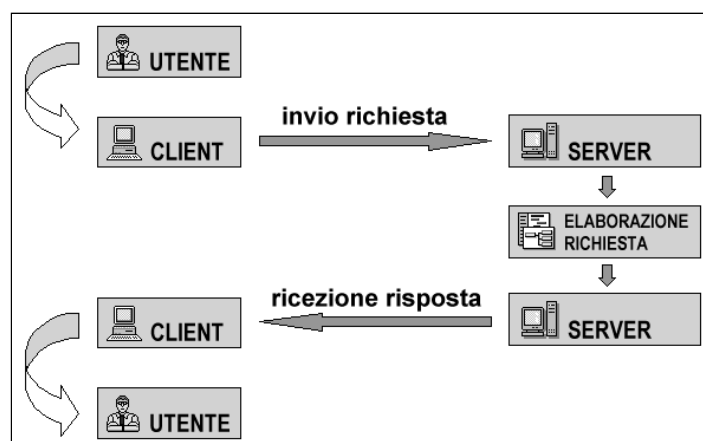 UTENTE
CLIENT
invio richiesta
SERVER
ELABORAZIONE
RICHIESTA
ricezione risposta
CLIENT
SERVER
UTENTE